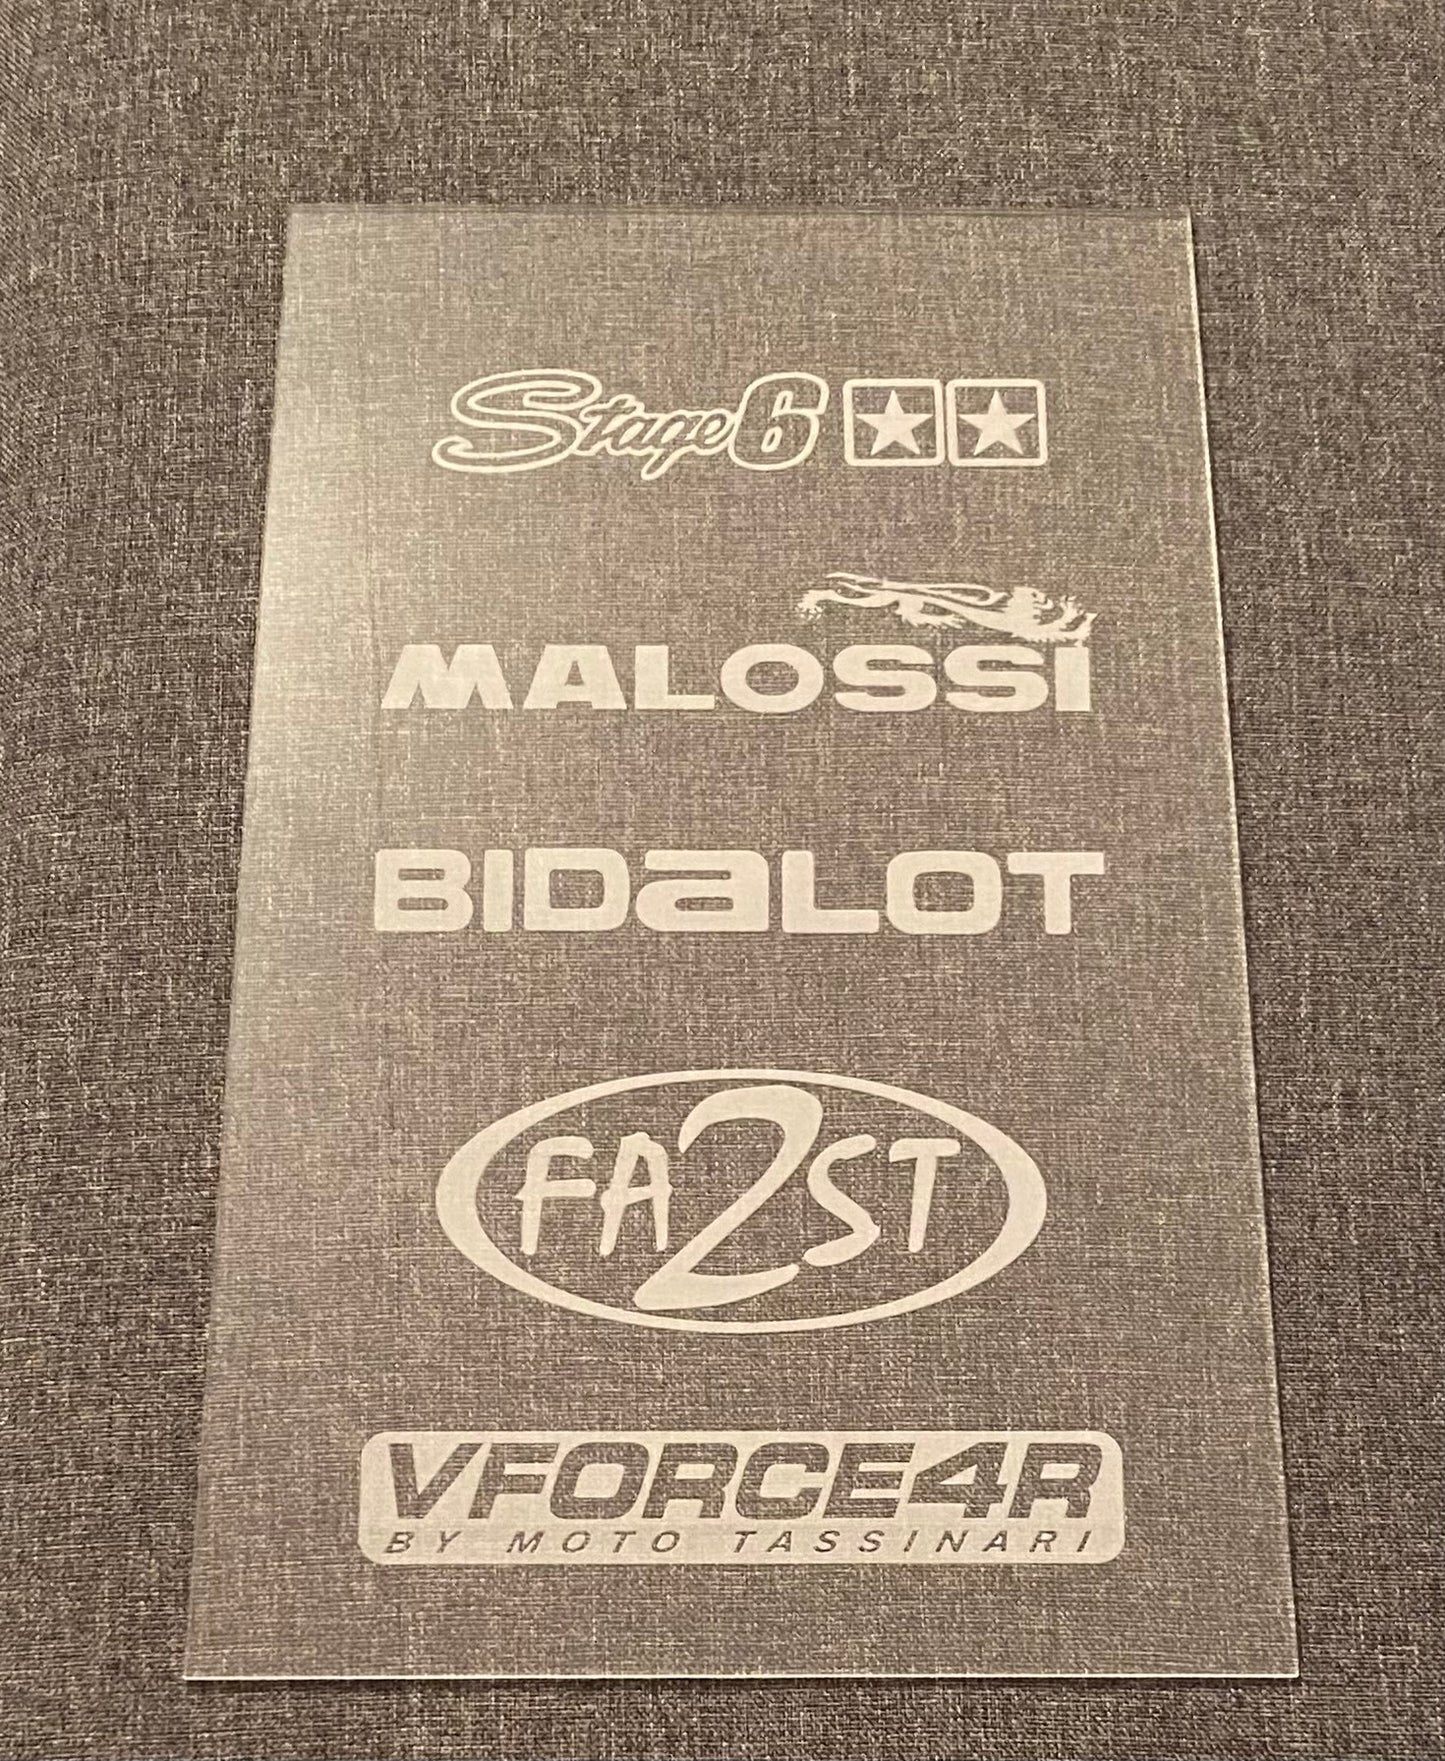 Stage6
MALOSSI
BIDaLOT
FA2ST
VFORCE4R
BY MOTO TASSINARI